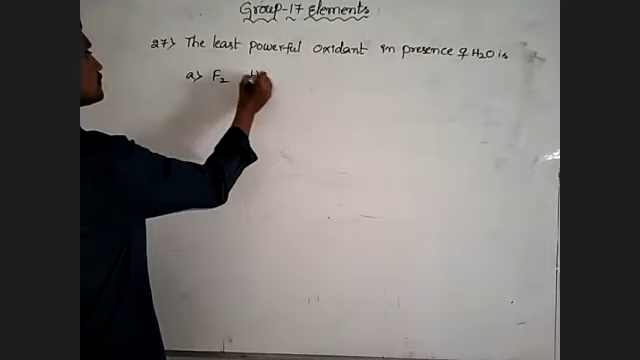 Group-17 Elements
27> The least powerful oxidant in presence of H2O is
a> F2